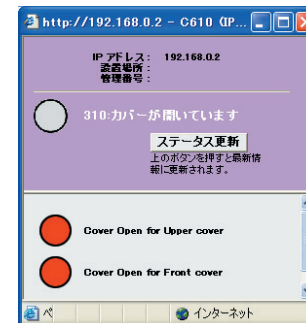 http://192.168.0.2 - C610 (IP...
IP アドレス： 192.168.0.2
設置場所：
管理番号：
310:カバーが開いています
ステータス更新
上のボタンを押すと最新情
報に更新されます。
Cover Open for Upper cover
Cover Open for Front cover
ペ
インターネット